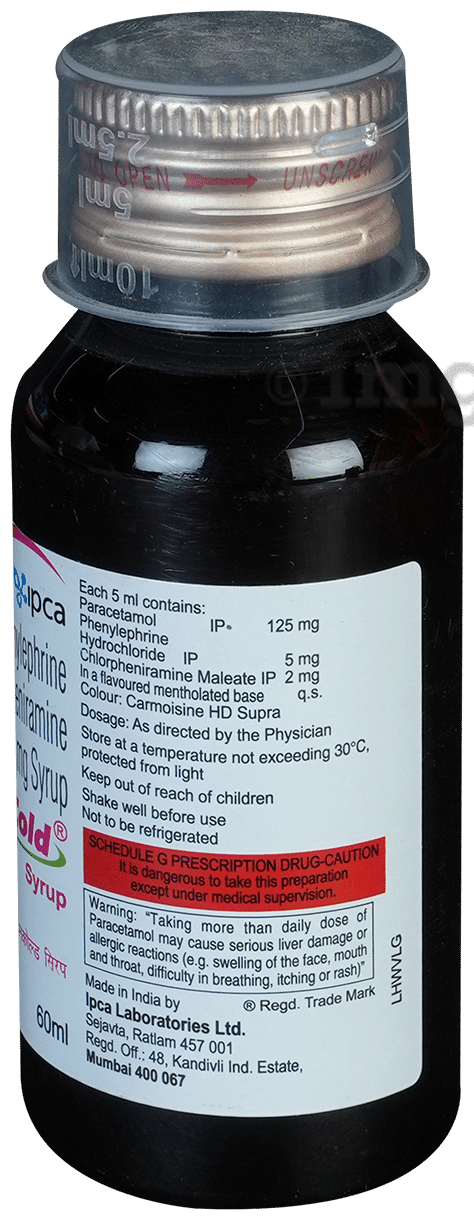 2.5ml
5ml
10ml
TO OPEN UNSCREW
ipca
Each 5 ml contains:
Paracetamol IP 125 mg
Phenylephrine
Hydrochloride IP 5 mg
Chlorpheniramine Maleate IP 2 mg
In a flavoured mentholated base q.s.
Colour: Carmoisine HD Supra
Dosage: As directed by the Physician
Store at a temperature not exceeding 30°C,
protected from light
Keep out of reach of children
Shake well before use
Not to be refrigerated
SCHEDULE G PRESCRIPTION DRUG-CAUTION
It is dangerous to take this preparation
except under medical supervision.
Warning: "Taking more than daily dose of
Paracetamol may cause serious liver damage or
allergic reactions (e.g. swelling of the face, mouth
and throat, difficulty in breathing, itching or rash)"
® Regd. Trade Mark
Made in India by
Ipca Laboratories Ltd.
Sejavta, Ratlam 457 001
Regd. Off.: 48, Kandivli Ind. Estate,
Mumbai 400 067
LHWVLG
ylephrine
eniramine
mg Syrup
Cold®
Syrup
कोल्ड सिरप
60ml